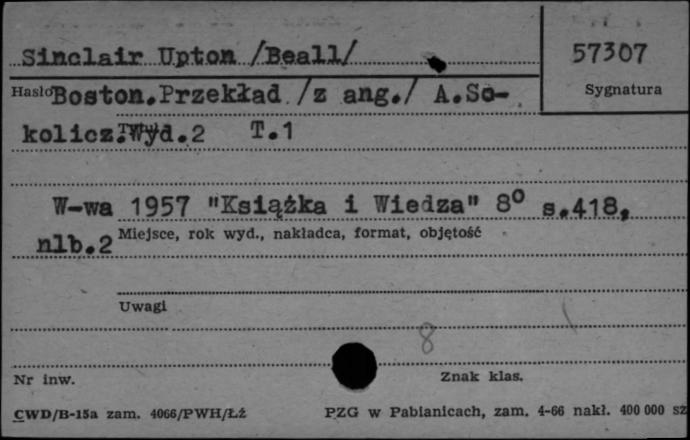 Sinclair Upton /Beall/ 57307
Hasło Boston.Przekład /z ang./ A.So- Sygnatura
kolicz. Wyd.2 T.1
W-wa 1957 "Książka i Wiedza" 8° s.418,
nlb.2 Miejsce, rok wyd., nakładca, format, objętość
Uwagi
8
Nr inw. Znak klas.
CWD/B-15a zam. 4066/PWH/Łź PZG w Pabianicach, zam. 4-66 nakł. 400 000 sz